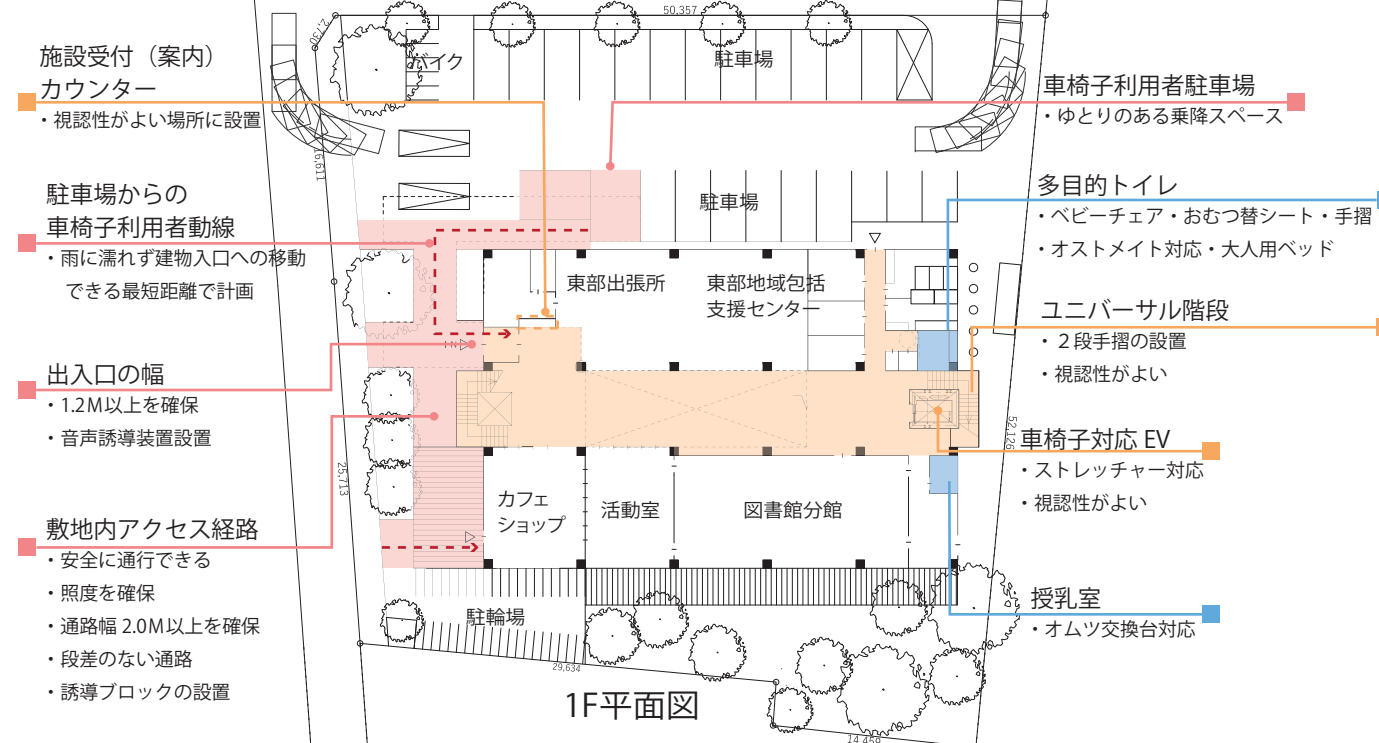 50,357
2,730
施設受付（案内）
カウンター
・視認性がよい場所に設置
バイク
駐車場
車椅子利用者駐車場
・ゆとりのある乗降スペース
16,611
駐車場からの
車椅子利用者動線
・雨に濡れず建物入口への移動
できる最短距離で計画
駐車場
多目的トイレ
・ベビーチェア・おむつ替シート・手摺
・オストメイト対応・大人用ベッド
東部出張所
東部地域包括
支援センター
ユニバーサル階段
・２段手摺の設置
・視認性がよい
出入口の幅
・1.2M以上を確保
・音声誘導装置設置
52,126
車椅子対応 EV
・ストレッチャー対応
・視認性がよい
25,713
カフェ
ショップ
活動室
図書館分館
敷地内アクセス経路
・安全に通行できる
・照度を確保
・通路幅 2.0M以上を確保
・段差のない通路
・誘導ブロックの設置
授乳室
・オムツ交換台対応
駐輪場
29,634
1F平面図
14,459